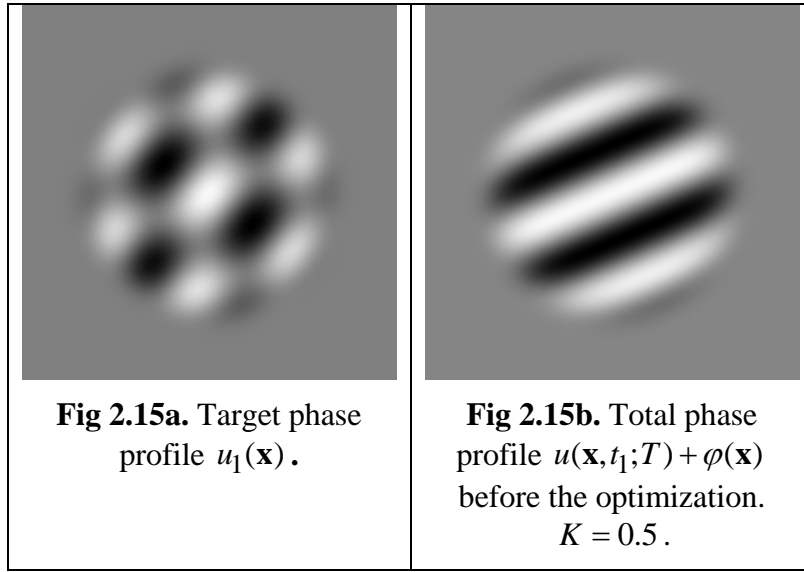 Fig 2.15a. Target phase
profile u₁(x).
Fig 2.15b. Total phase
profile u(x,t₁;T)+φ(x)
before the optimization.
K = 0.5.